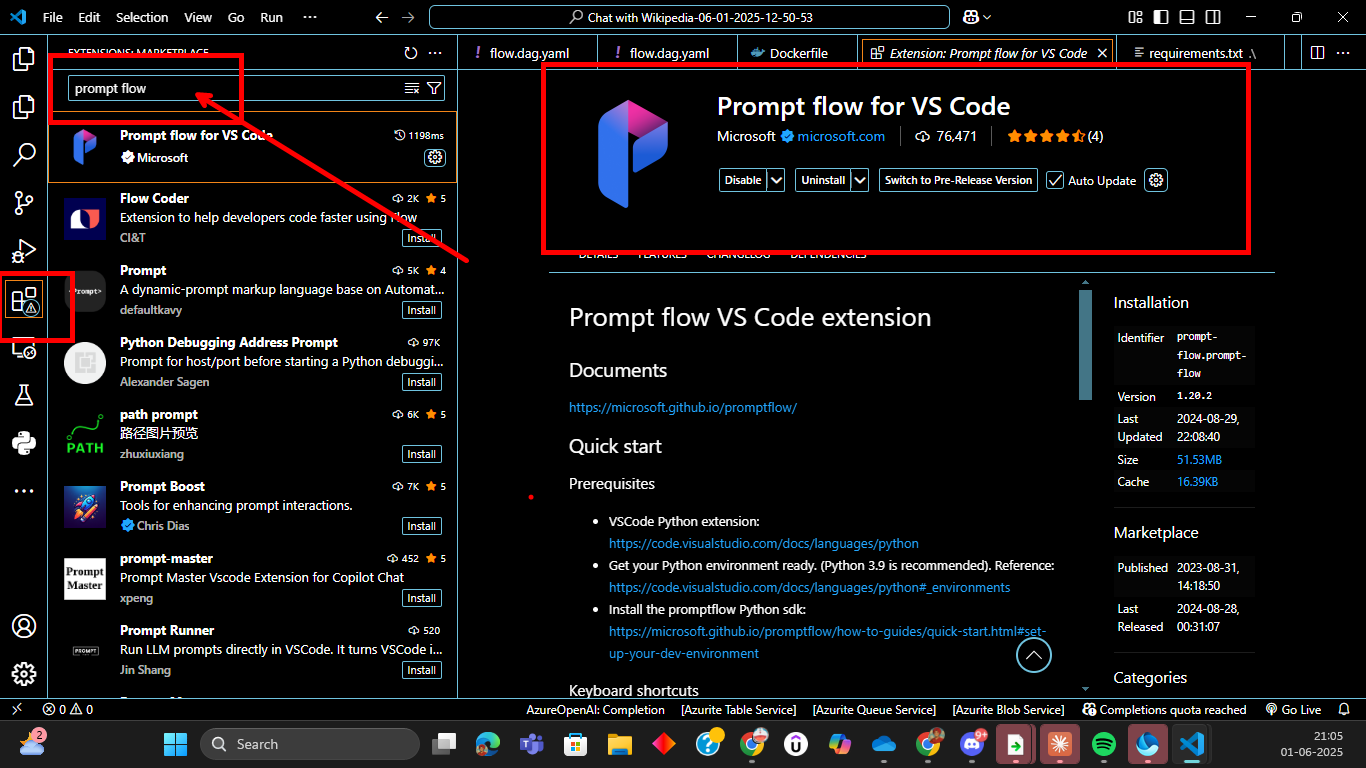 File Edit Selection View Go Run ···
Chat with Wikipedia-06-01-2025-12-50-53
EXTENSIONS: MARKETPLACE
prompt flow
Prompt flow for VS Code 1198ms
Microsoft
Flow Coder 2K 5
Extension to help developers code faster using Flow
CI&T Install
Prompt 5K 4
<Prompt>
A dynamic-prompt markup language base on Automat...
defaultkavy Install
Python Debugging Address Prompt 97K
Prompt for host/port before starting a Python debuggi...
Alexander Sagen Install
path prompt 6K 5
PATH
路径图片预览
zhuxiuxiang Install
Prompt Boost 7K 5
Tools for enhancing prompt interactions.
Chris Dias Install
prompt-master 452 5
Prompt Master
Prompt Master Vscode Extension for Copilot Chat
xpeng Install
Prompt Runner 520
PROMPT
Run LLM prompts directly in VSCode. It turns VSCode i...
Jin Shang Install
! flow.dag.yaml ! flow.dag.yaml Dockerfile Extension: Prompt flow for VS Code requirements.txt .\
Prompt flow for VS Code
Microsoft microsoft.com 76,471 (4)
Disable Uninstall Switch to Pre-Release Version Auto Update
DETAILS FEATURES CHANGELOG DEPENDENCIES
Prompt flow VS Code extension
Documents
https://microsoft.github.io/promptflow/
Quick start
Prerequisites
• VSCode Python extension:
https://code.visualstudio.com/docs/languages/python
• Get your Python environment ready. (Python 3.9 is recommended). Reference:
https://code.visualstudio.com/docs/languages/python#_environments
• Install the promptflow Python sdk:
https://microsoft.github.io/promptflow/how-to-guides/quick-start.html#set-
up-your-dev-environment
Keyboard shortcuts
Installation
Identifier prompt-
flow.prompt-
flow
Version 1.20.2
Last 2024-08-29,
Updated 22:08:40
Size 51.53MB
Cache 16.39KB
Marketplace
Published 2023-08-31,
14:18:50
Last 2024-08-28,
Released 00:31:07
Categories
0 0 AzureOpenAI: Completion [Azurite Table Service] [Azurite Queue Service] [Azurite Blob Service] Completions quota reached Go Live
2 Search 9+ 21:05
01-06-2025